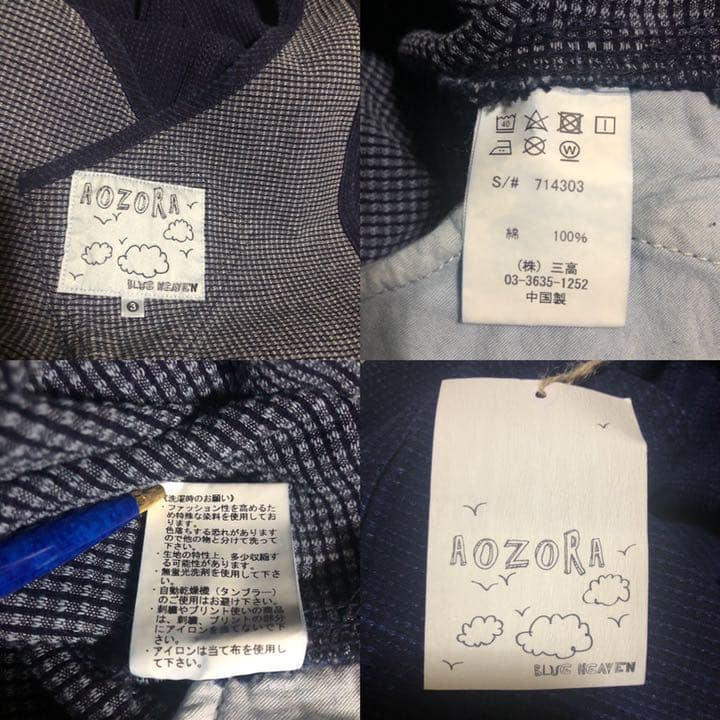 AOZORA
BLUE HEAVEN
3
40
W
S/# 714303
綿 100%
(株) 三高
03-3635-1252
中国製
《洗濯時のお願い》
・ファッション性を高めるため
め特殊な染料を使用してお
ります。
色落ちする恐れがあります
ので他の物と分けて洗って
下さい。
・生地の特性上、多少収縮す
る可能性があります。
・無蛍光洗剤を使用して下さ
い。
・自動乾燥機(タンブラー)
のご使用はお避け下さい。
・刺繍やプリント使いの商品
は、刺繍、プリントの部分
にアイロンを当てないで下
さい。
・アイロンは当て布を使用し
て下さい。
AOZORA
BLUE HEAVEN